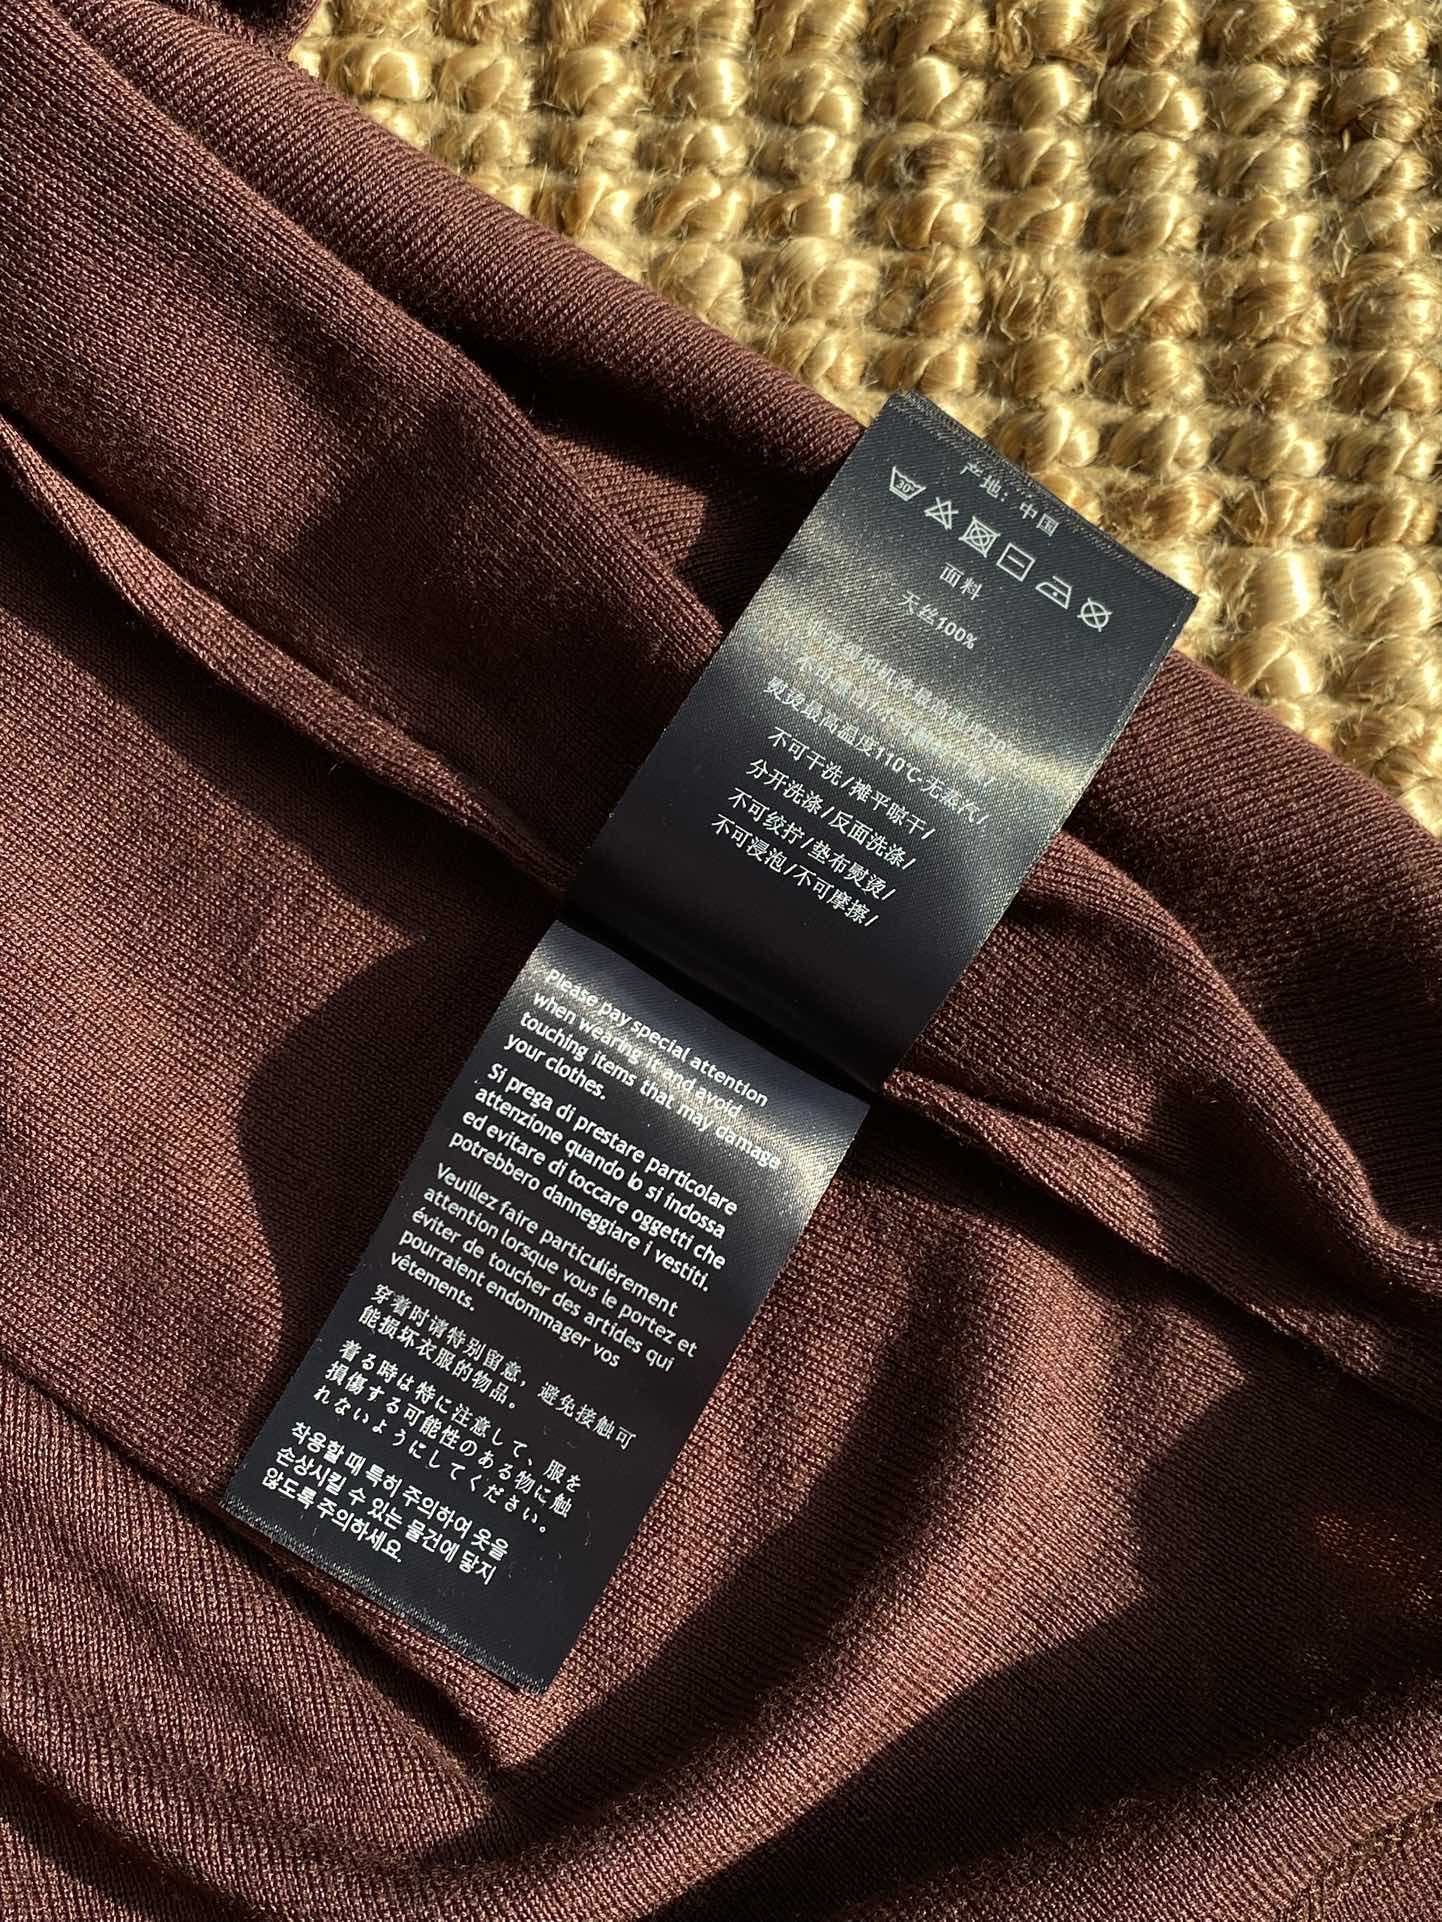 产地：中国
30°
面料
天丝100%
熨烫最高温度110℃-无蒸汽/
不可干洗/摊平晾干/
分开洗涤/反面洗涤/
不可绞拧/垫布熨烫/
不可浸泡/不可摩擦/
Please pay special attention
when wearing it and avoid
touching items that may damage
your clothes.
Si prega di prestare particolare
attenzione quando lo si indossa
ed evitare di toccare oggetti che
potrebbero danneggiare i vestiti.
Veuillez faire particulièrement
attention lorsque vous le portez et
éviter de toucher des articles qui
pourraient endommager vos
vêtements.
穿着时请特别留意，避免接触可
能损坏衣服的物品。
着る時は特に注意して、服を
損傷する可能性のある物に触
れないようにしてください。
착용할 때 특히 주의하여 옷을
손상시킬 수 있는 물건에 닿지
않도록 주의하세요.